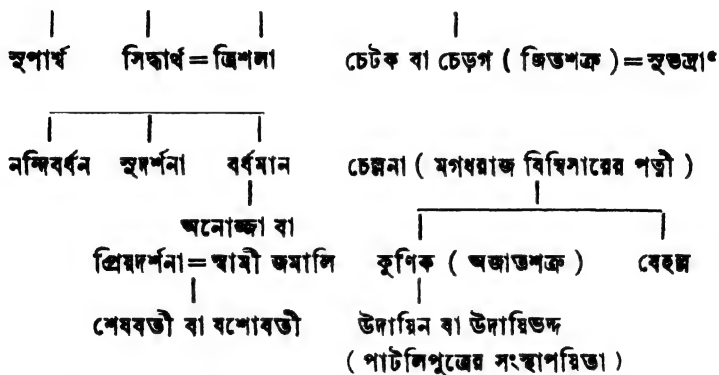 সুপার্শ্ব সিদ্ধার্থ = ত্রিশলা চেটক বা চেড়গ ( জিতশত্রু ) = সুভদ্রা॰
নন্দিবর্ধন সুদর্শনা বর্ধমান চেল্লনা ( মগধরাজ বিম্বিসারের পত্নী )
অনোজ্জা বা
প্রিয়দর্শনা = স্বামী জমালি কুণিক ( অজাতশত্রু ) বেহল্ল
শেষবতী বা যশোবতী উদায়িন বা উদায়িভদ্দ
( পাটলিপুত্রের সংস্থাপয়িতা )